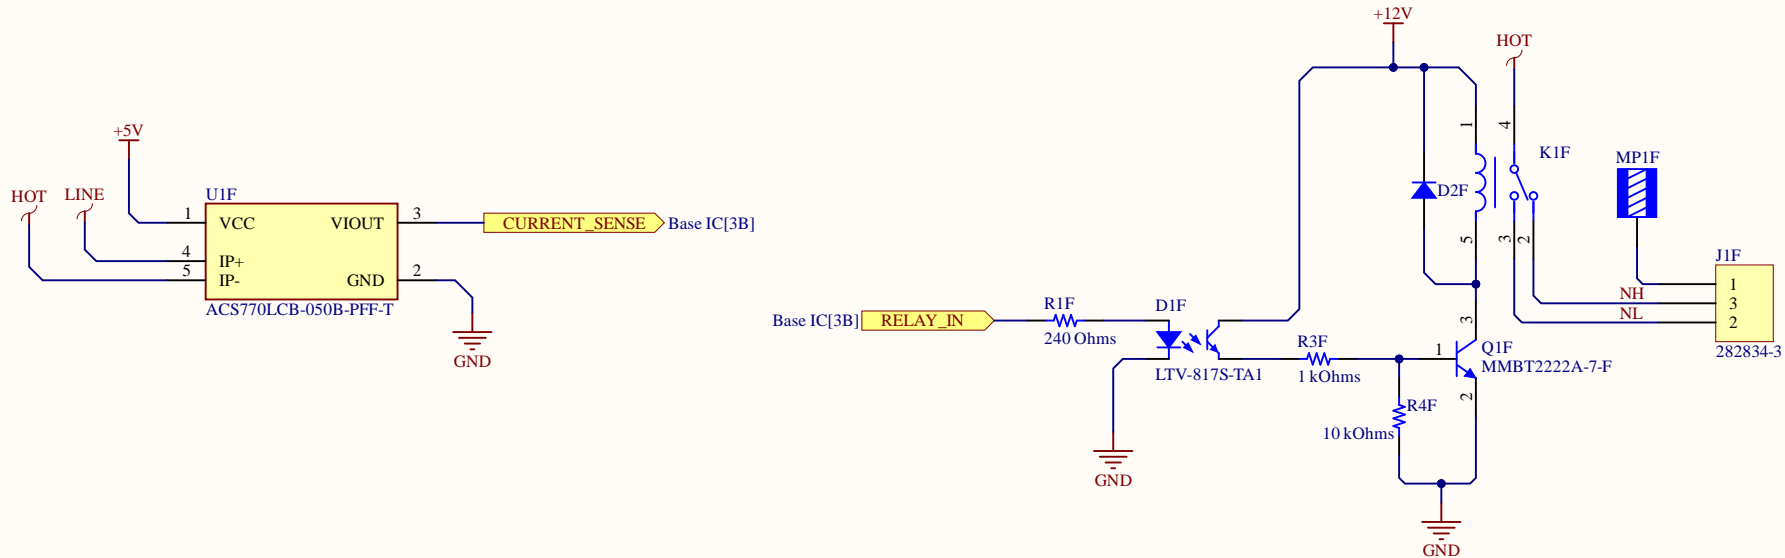 +5V
HOT
LINE
U1F
1
VCC
VIOUT
3
CURRENT_SENSE
Base IC[3B]
4
IP+
5
IP-
GND
2
ACS770LCB-050B-PFF-T
GND
+12V
HOT
1
4
K1F
D2F
5
3
2
MP1F
J1F
1
NH
3
NL
2
282834-3
Base IC[3B]
RELAY_IN
R1F
240 Ohms
D1F
LTV-817S-TA1
R3F
1 kOhms
3
1
Q1F
MMBT2222A-7-F
2
R4F
10 kOhms
GND
GND